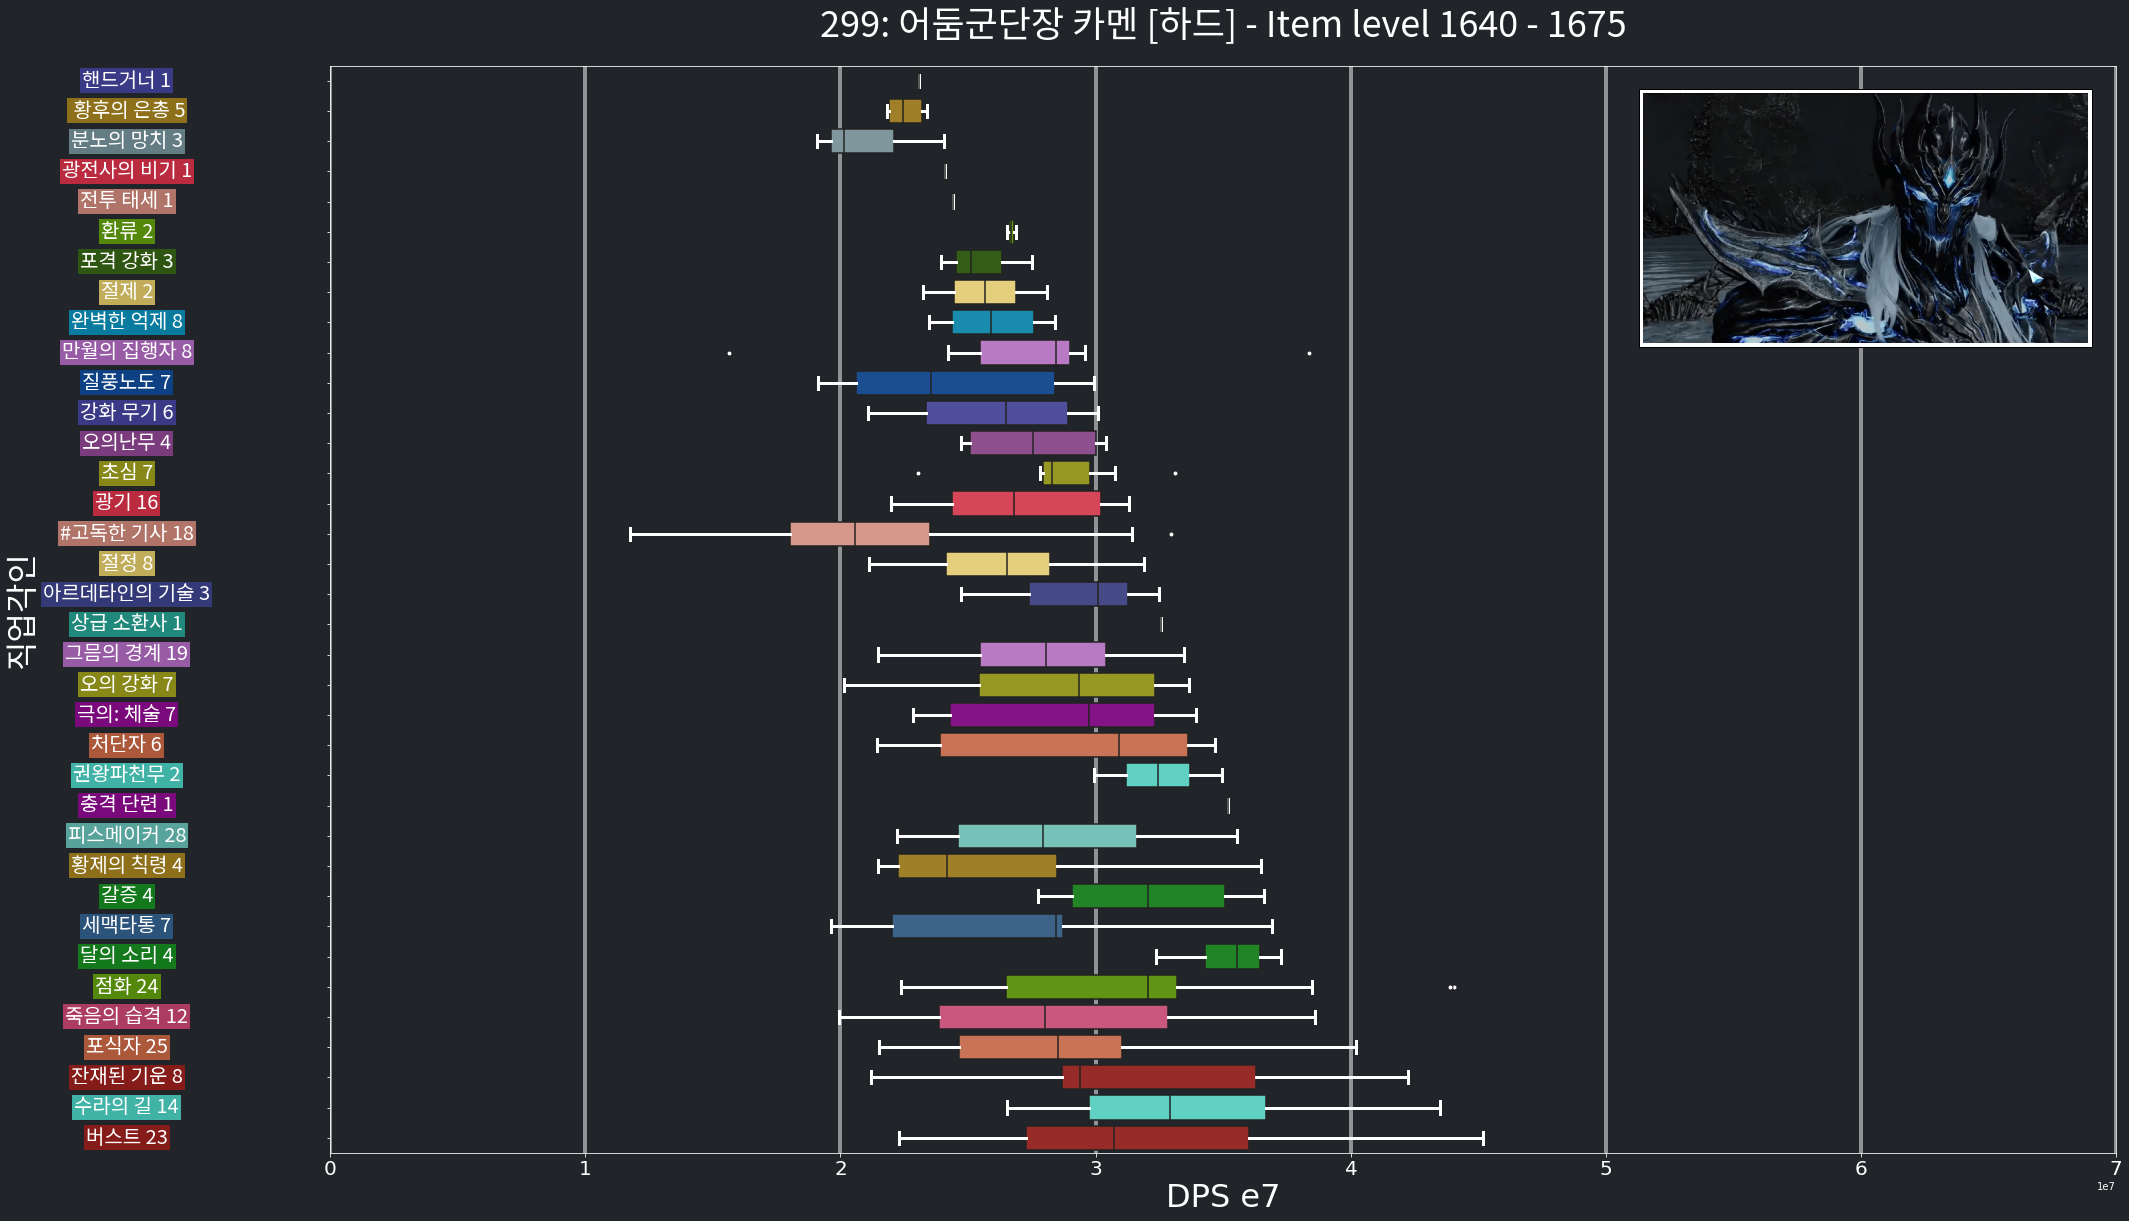 299: 어둠군단장 카멘 [하드] - Item level 1640 - 1675
핸드거너 1
황후의 은총 5
분노의 망치 3
광전사의 비기 1
전투 태세 1
환류 2
포격 강화 3
절제 2
완벽한 억제 8
만월의 집행자 8
질풍노도 7
강화 무기 6
오의난무 4
초심 7
광기 16
#고독한 기사 18
절정 8
아르데타인의 기술 3
상급 소환사 1
그믐의 경계 19
오의 강화 7
극의: 체술 7
처단자 6
권왕파천무 2
충격 단련 1
피스메이커 28
황제의 칙령 4
갈증 4
세맥타통 7
달의 소리 4
점화 24
죽음의 습격 12
포식자 25
잔재된 기운 8
수라의 길 14
버스트 23
직업각인
0 1 2 3 4 5 6 7
1e7
DPS e7